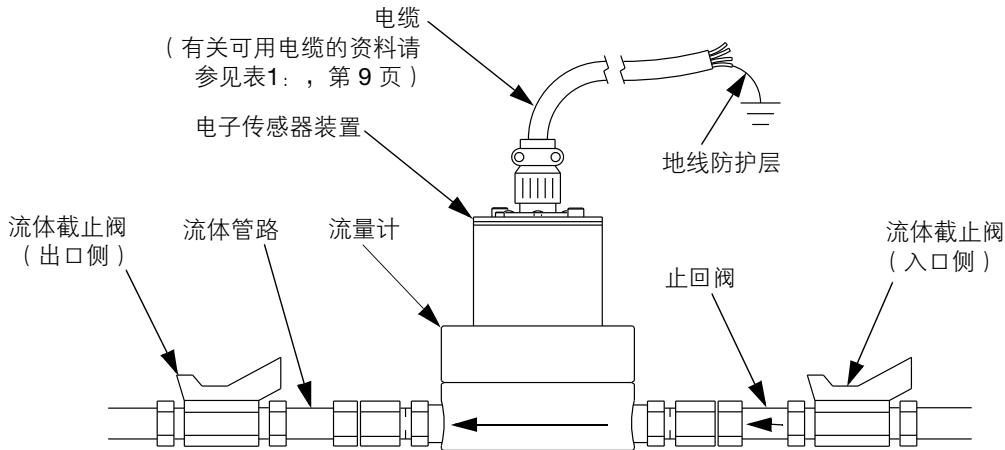 电缆
（有关可用电缆的资料请
参见表1：，第 9 页）
电子传感器装置
地线防护层
流体截止阀
（出口侧）
流体管路
流量计
止回阀
流体截止阀
（入口侧）